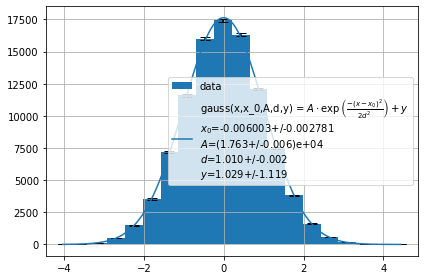 17500
15000
12500
10000
7500
5000
2500
0
data
gauss(x,x_0,A,d,y) = A · exp (−(x−x₀)²/2d²) + y
x₀=-0.006003+/-0.002781
A=(1.763+/-0.006)e+04
d=1.010+/-0.002
y=1.029+/-1.119
−4 −2 0 2 4